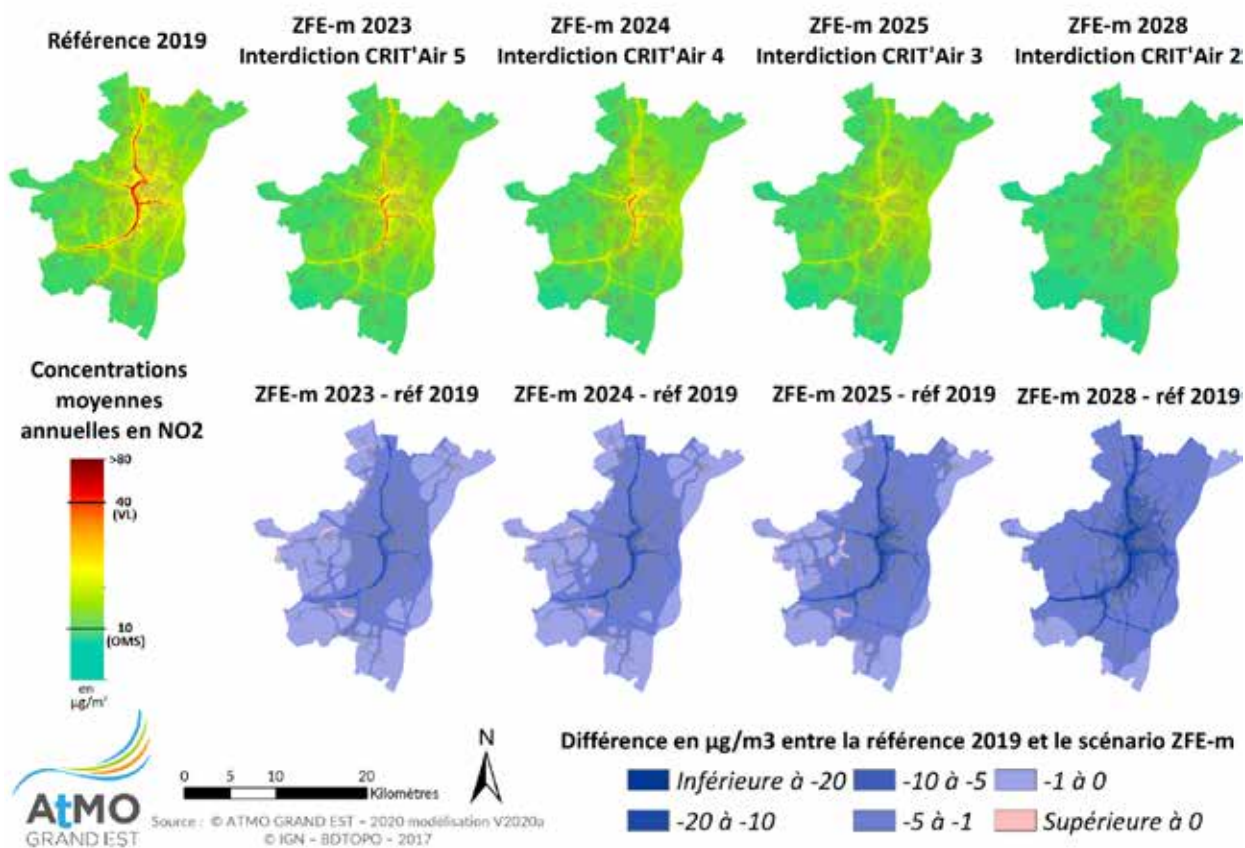 Référence 2019
ZFE-m 2023
Interdiction CRIT'Air 5
ZFE-m 2024
Interdiction CRIT'Air 4
ZFE-m 2025
Interdiction CRIT'Air 3
ZFE-m 2028
Interdiction CRIT'Air 2
Concentrations
moyennes
annuelles en NO2
>80
40
(VL)
10
(OMS)
en
µg/m³
ZFE-m 2023 - réf 2019
ZFE-m 2024 - réf 2019
ZFE-m 2025 - réf 2019
ZFE-m 2028 - réf 2019
AtMO
GRAND EST
0 5 10 20
Kilomètres
N
Source : © ATMO GRAND EST – 2020 modélisation V2020a
© IGN – BDTOPO – 2017
Différence en µg/m3 entre la référence 2019 et le scénario ZFE-m
Inférieure à -20
-10 à -5
-1 à 0
-20 à -10
-5 à -1
Supérieure à 0